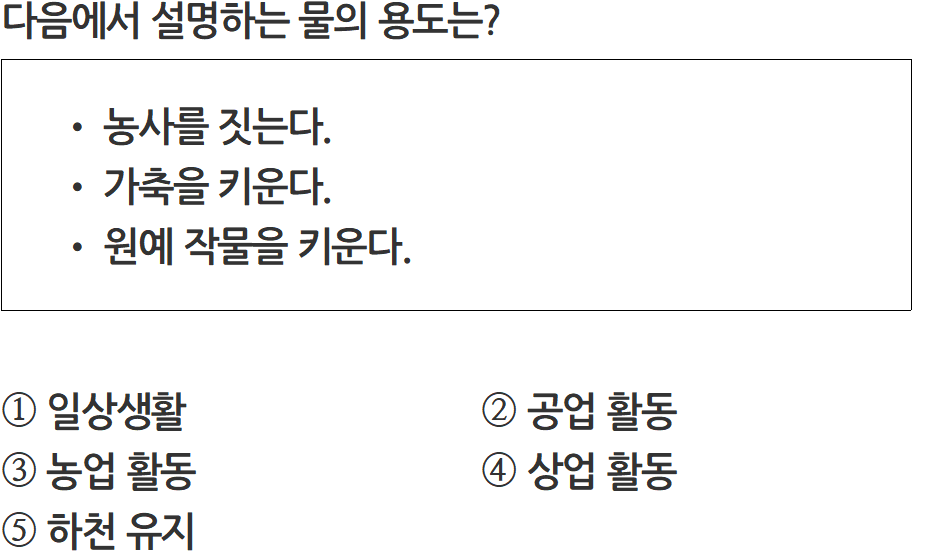 다음에서 설명하는 물의 용도는?
• 농사를 짓는다.
• 가축을 키운다.
• 원예 작물을 키운다.
① 일상생활 ② 공업 활동
③ 농업 활동 ④ 상업 활동
⑤ 하천 유지